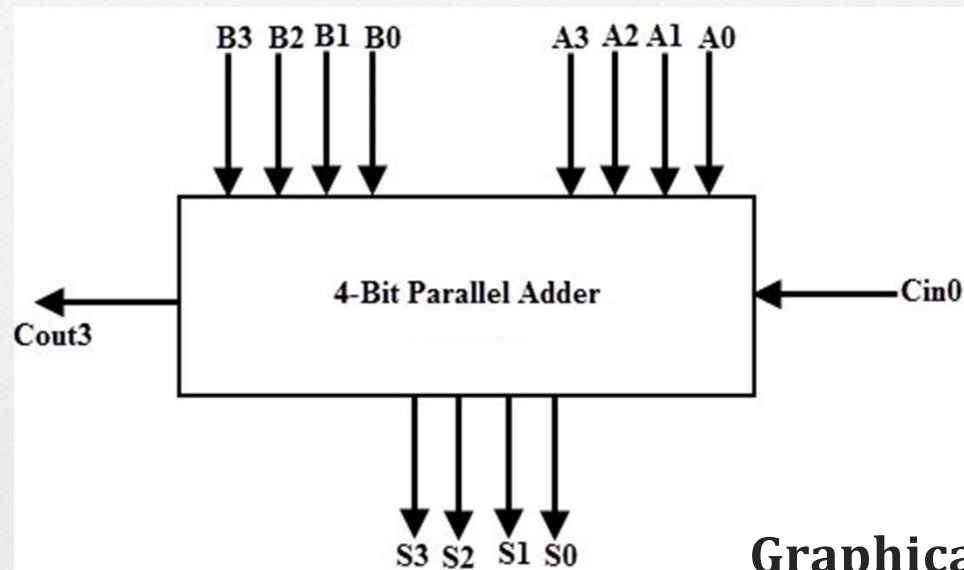 B3 B2 B1 B0 A3 A2 A1 A0
4-Bit Parallel Adder
Cin0
Cout3
S3 S2 S1 S0
Graphica